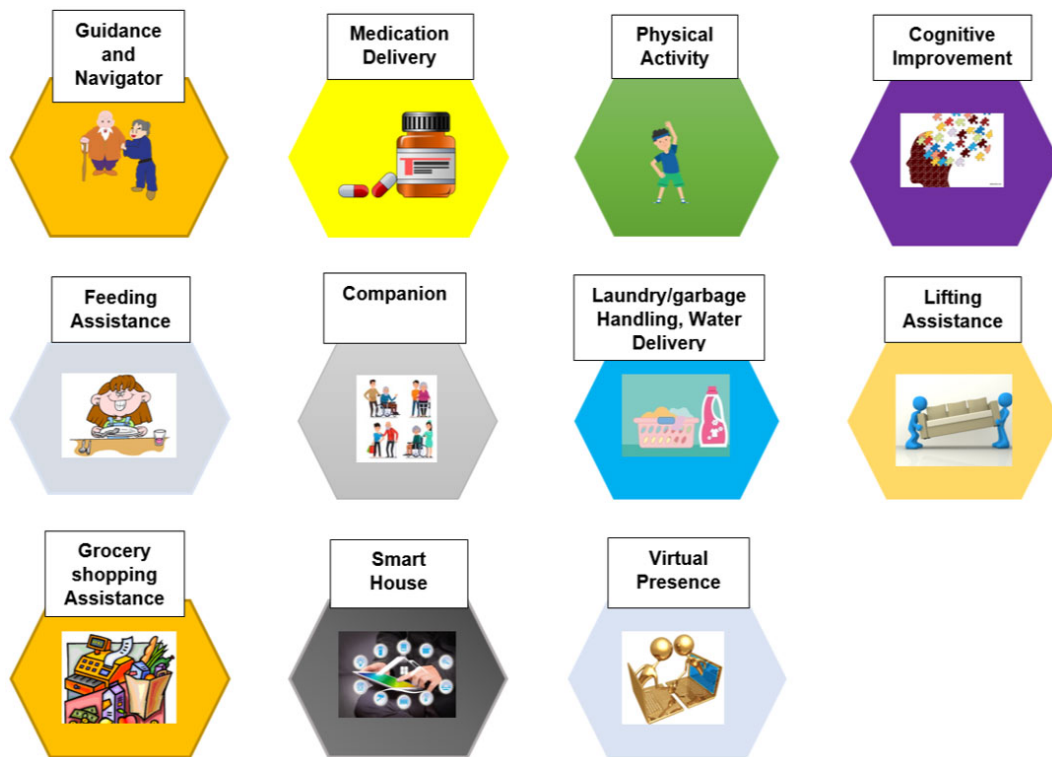 Guidance
and
Navigator
Medication
Delivery
Physical
Activity
Cognitive
Improvement
Feeding
Assistance
Companion
Laundry/garbage
Handling, Water
Delivery
Lifting
Assistance
Grocery
shopping
Assistance
Smart
House
Virtual
Presence